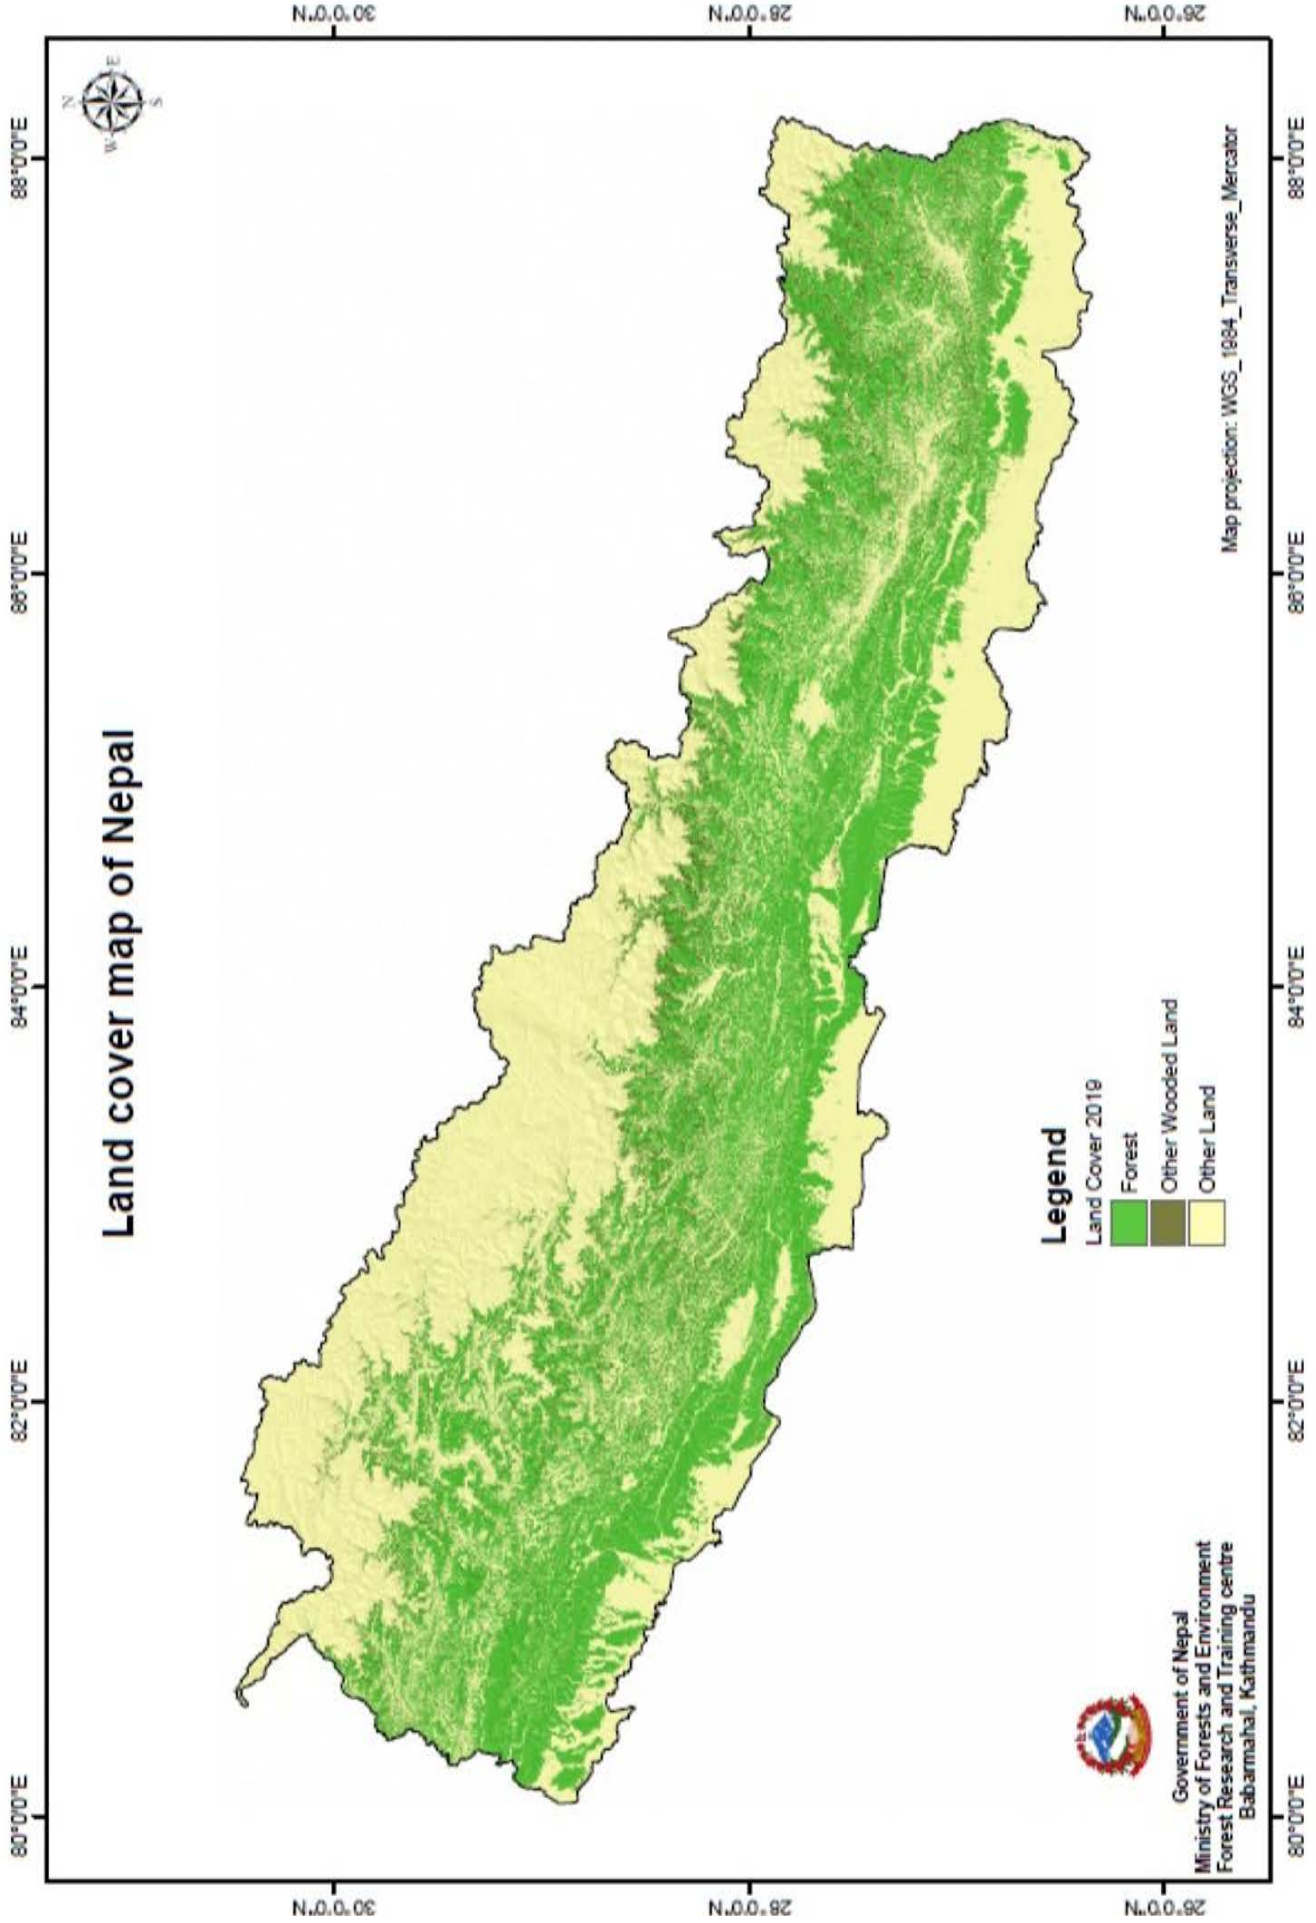 Land cover map of Nepal
80°0'0"E
82°0'0"E
84°0'0"E
86°0'0"E
88°0'0"E
30°0'0"N
30°0'0"N
28°0'0"N
28°0'0"N
26°0'0"N
26°0'0"N
N
W
E
S
Legend
Land Cover 2019
Forest
Other Wooded Land
Other Land
Government of Nepal
Ministry of Forests and Environment
Forest Research and Training centre
Babarmahal, Kathmandu
Map projection: WGS_1984_Transverse_Mercator
80°0'0"E
82°0'0"E
84°0'0"E
86°0'0"E
88°0'0"E